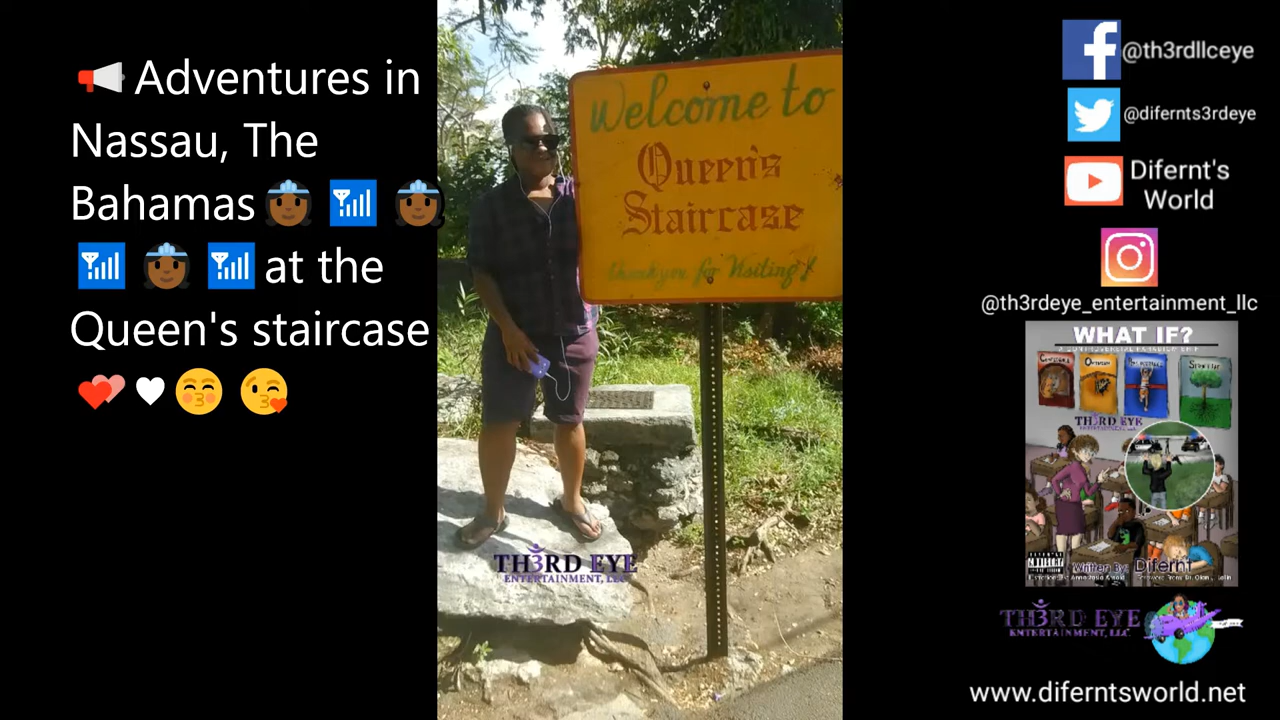 📢 Adventures in
Nassau, The
Bahamas 👸🏾 📶 👸🏾
📶 👸🏾 📶 at the
Queen's staircase
💕 🤍 😚 😘
Welcome to
Queen's
Staircase
Thank you for Visiting!
TH3RD EYE
ENTERTAINMENT, LLC
@th3rdllceye
@difernts3rdeye
Difernt's
World
@th3rdeye_entertainment_llc
WHAT IF?
TH3RD EYE
Written By: Difernt
TH3RD EYE
ENTERTAINMENT, LLC.
www.diferntsworld.net